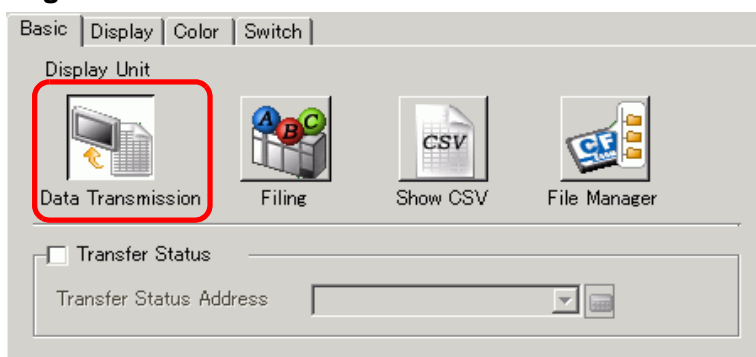 Basic Display Color Switch
Display Unit
A B C
CSV
CF
Data Transmission Filing Show CSV File Manager
Transfer Status
Transfer Status Address